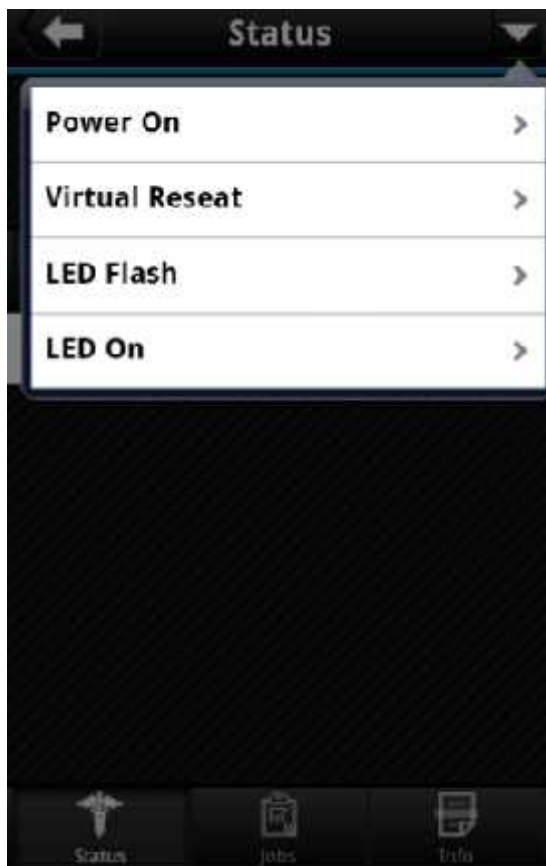 Status
Power On
Virtual Reseat
LED Flash
LED On
Status
Jobs
Info